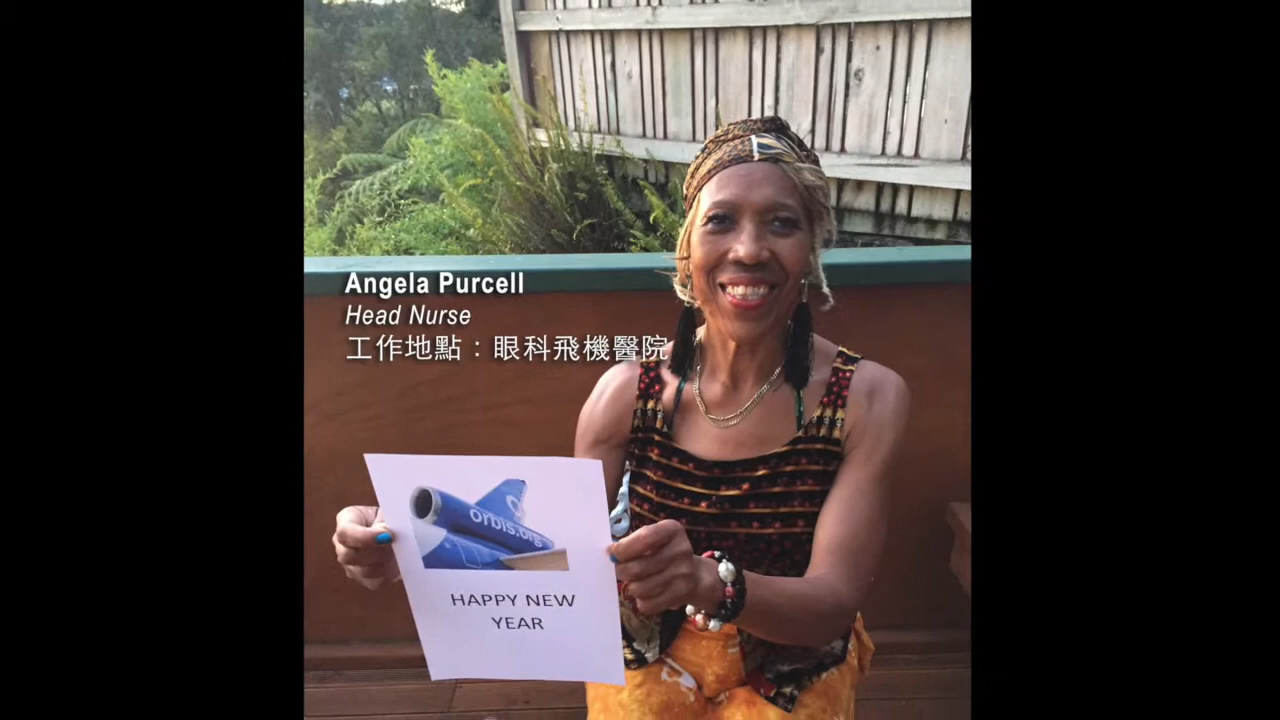 Angela Purcell
Head Nurse
工作地點：眼科飛機醫院
orbis.org
HAPPY NEW
YEAR